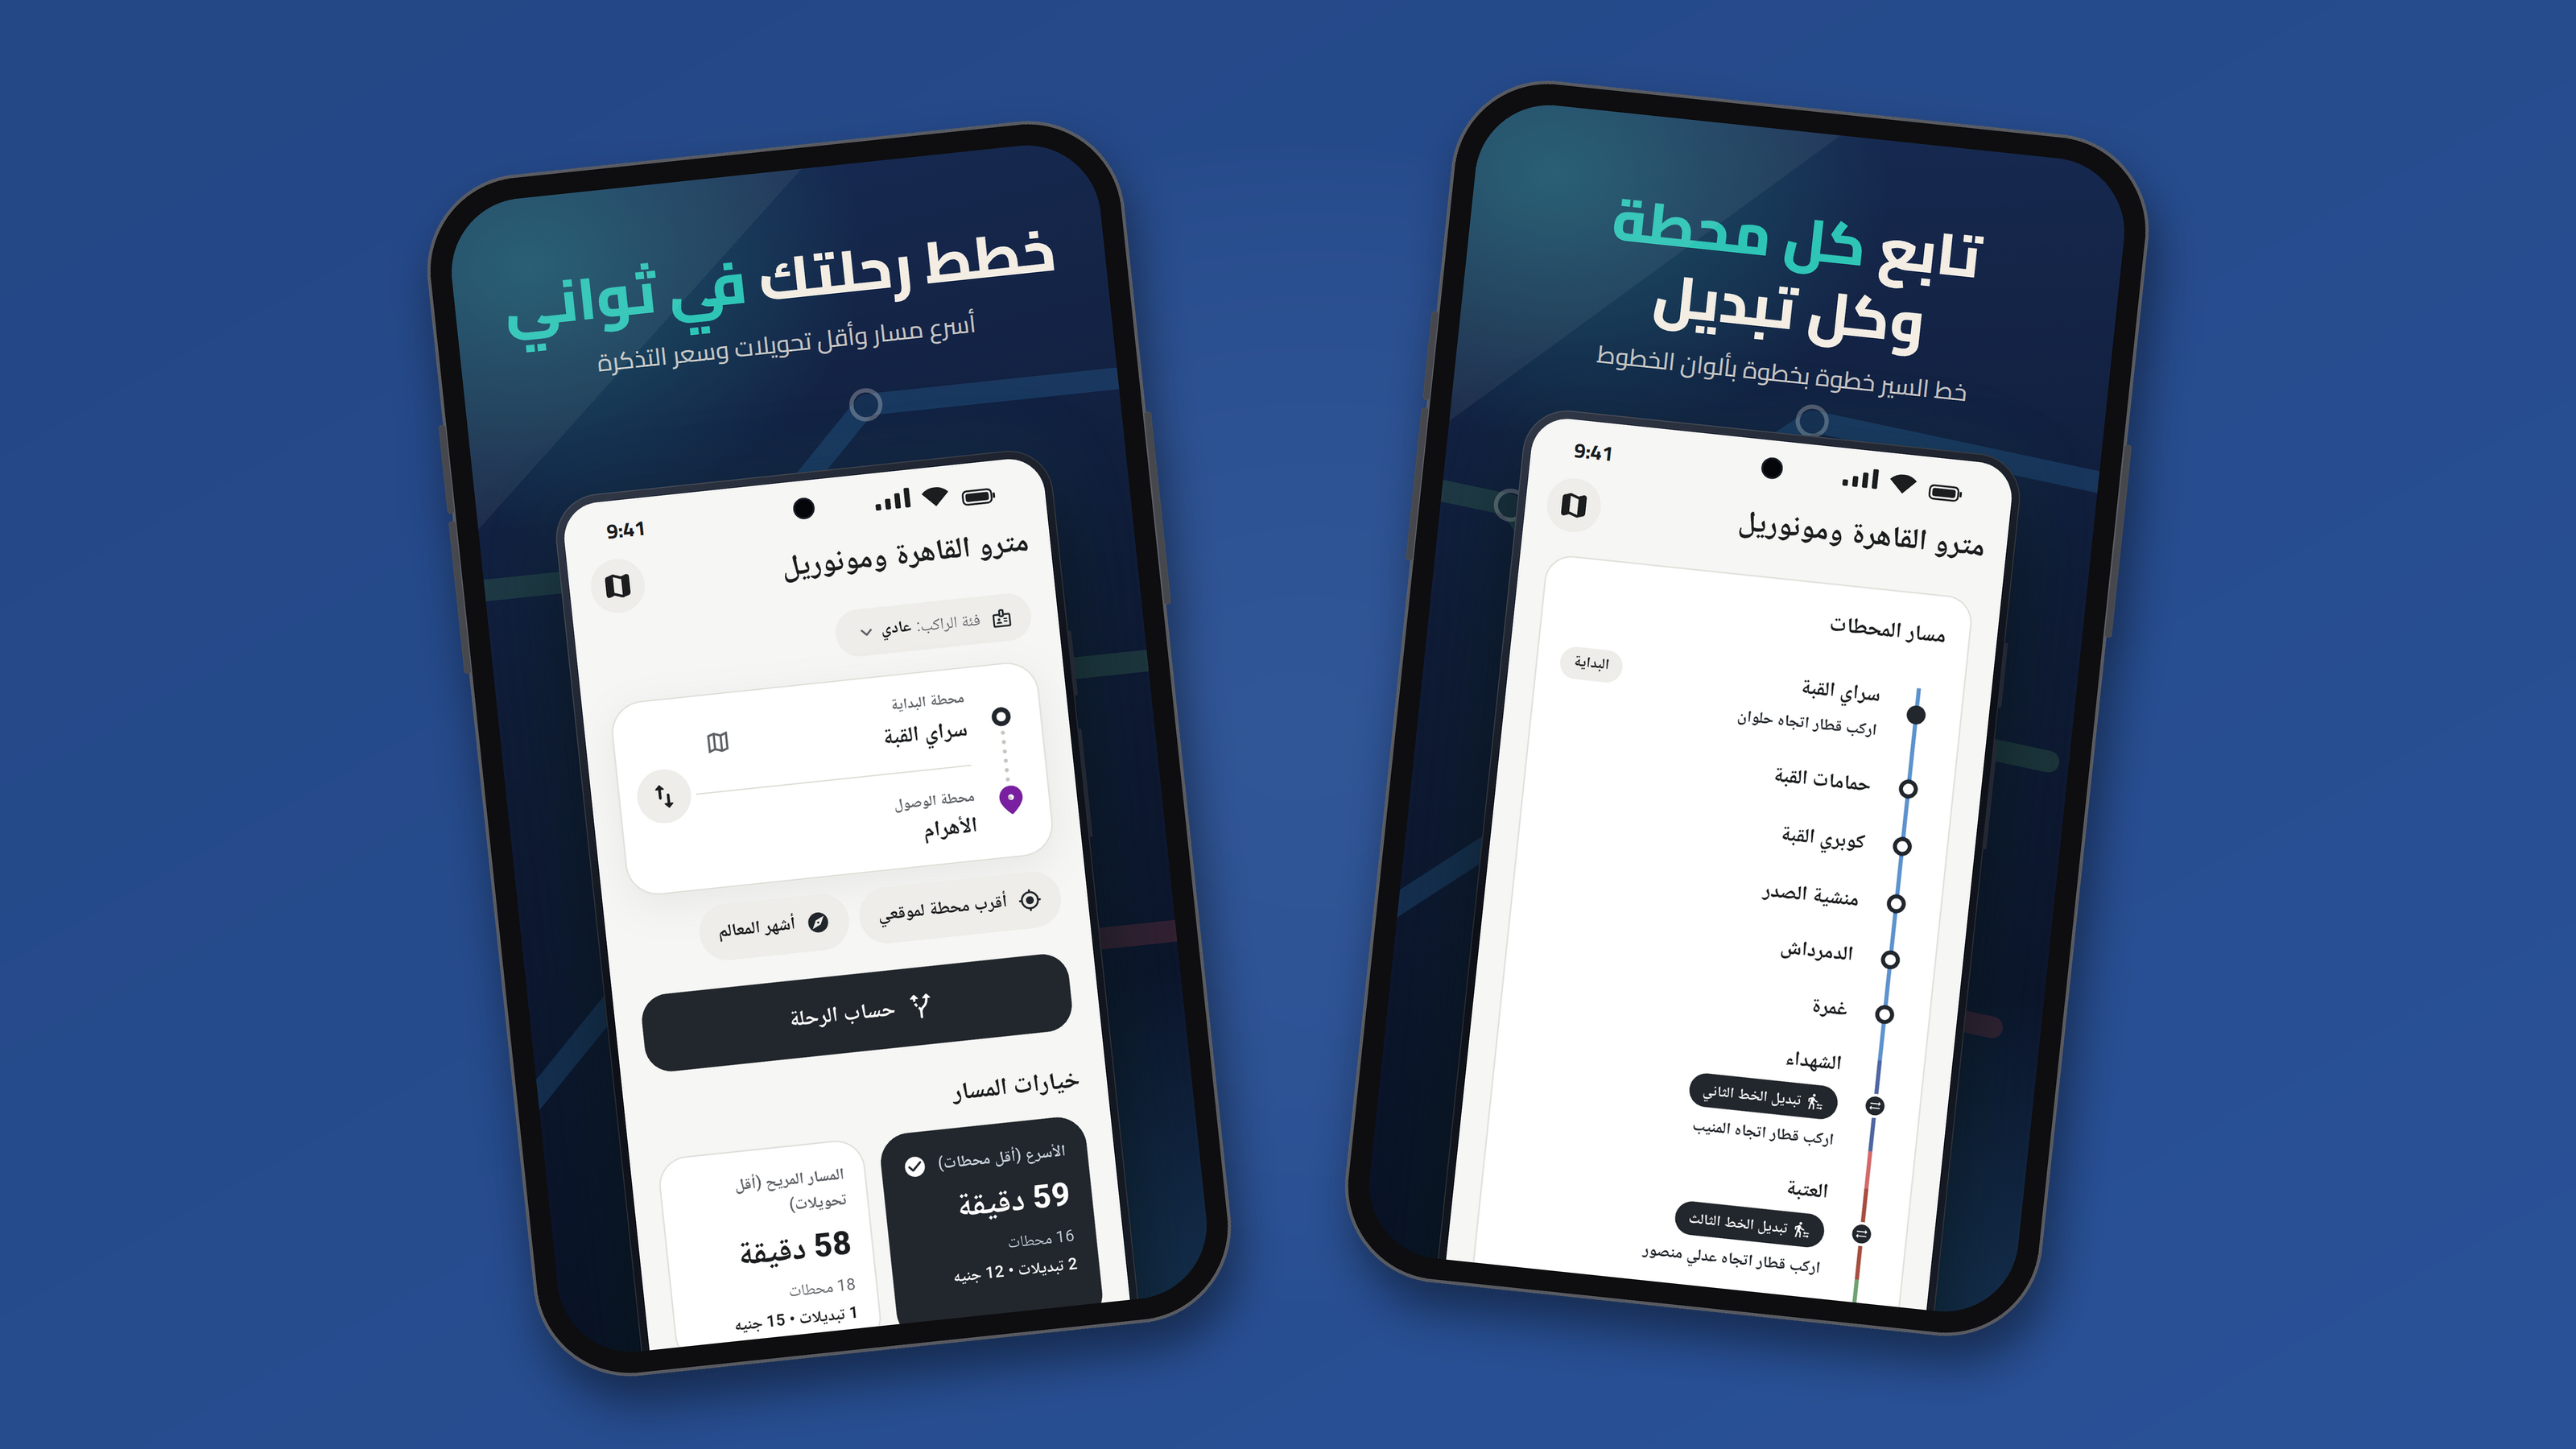 خطط رحلتك في ثواني
أسرع مسار وأقل تحويلات وسعر التذكرة
9:41
مترو القاهرة ومونوريل
فئة الراكب: عادي
محطة البداية
سراي القبة
محطة الوصول
الأهرام
أقرب محطة لموقعي
أشهر المعالم
حساب الرحلة
خيارات المسار
الأسرع (أقل محطات)
59 دقيقة
16 محطات
2 تبديلات • 12 جنيه
المسار المريح (أقل
تحويلات)
58 دقيقة
18 محطات
1 تبديلات • 15 جنيه
تابع كل محطة
وكل تبديل
خط السير خطوة بخطوة بألوان الخطوط
9:41
مترو القاهرة ومونوريل
مسار المحطات
سراي القبة
البداية
اركب قطار اتجاه حلوان
حمامات القبة
كوبري القبة
منشية الصدر
الدمرداش
غمرة
الشهداء
تبديل الخط الثاني
اركب قطار اتجاه المنيب
العتبة
تبديل الخط الثالث
اركب قطار اتجاه عدلي منصور